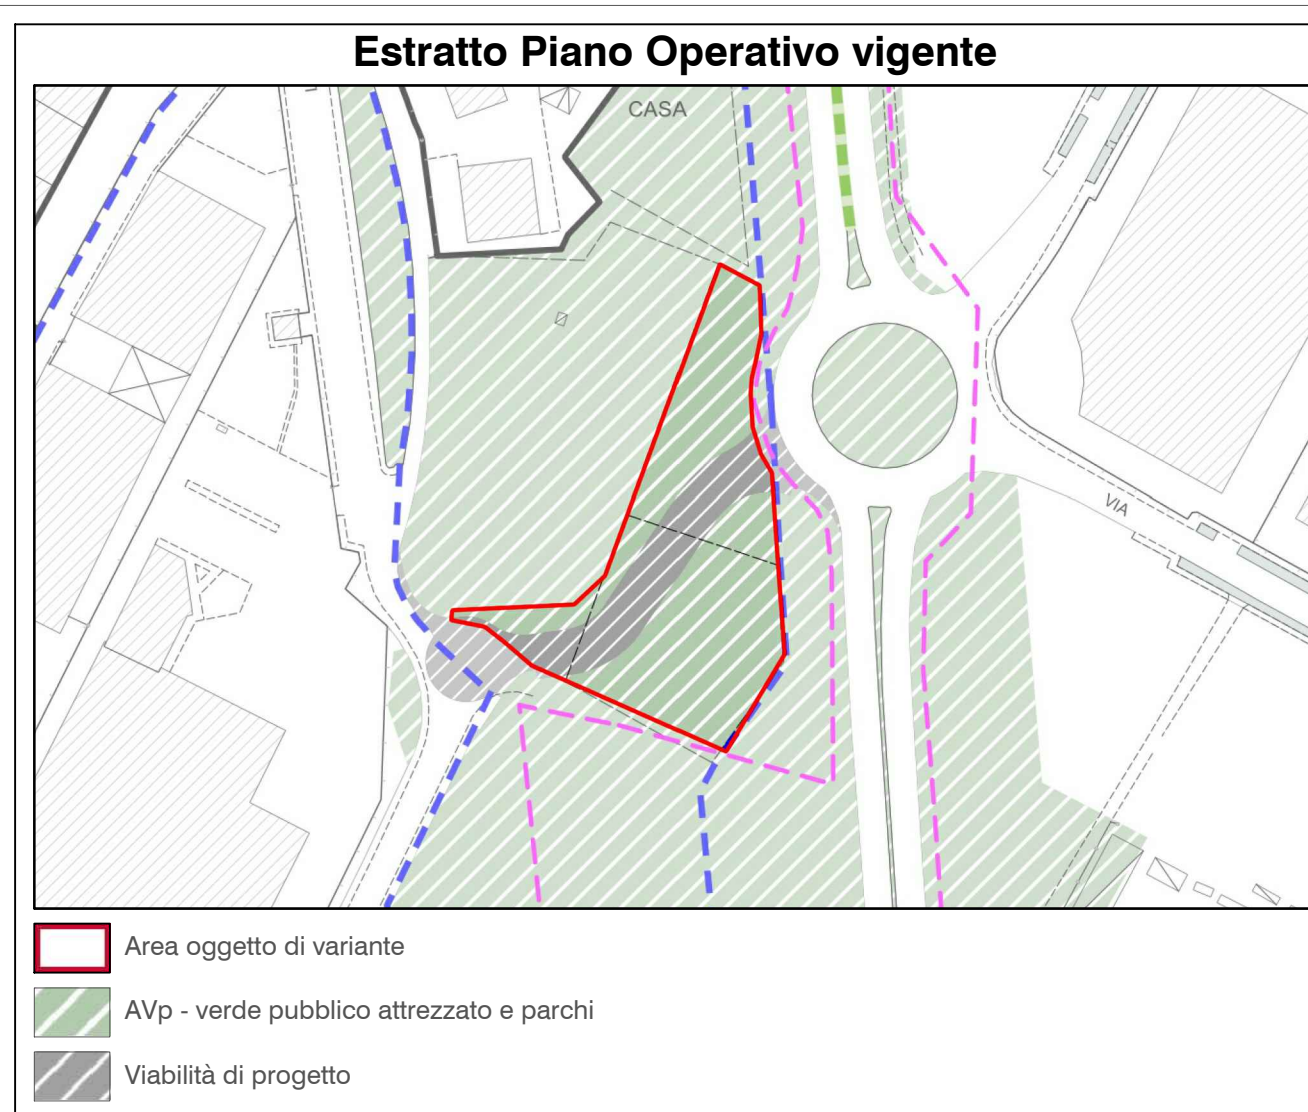 Estratto Piano Operativo vigente
CASA
VIA
Area oggetto di variante
AVp - verde pubblico attrezzato e parchi
Viabilità di progetto